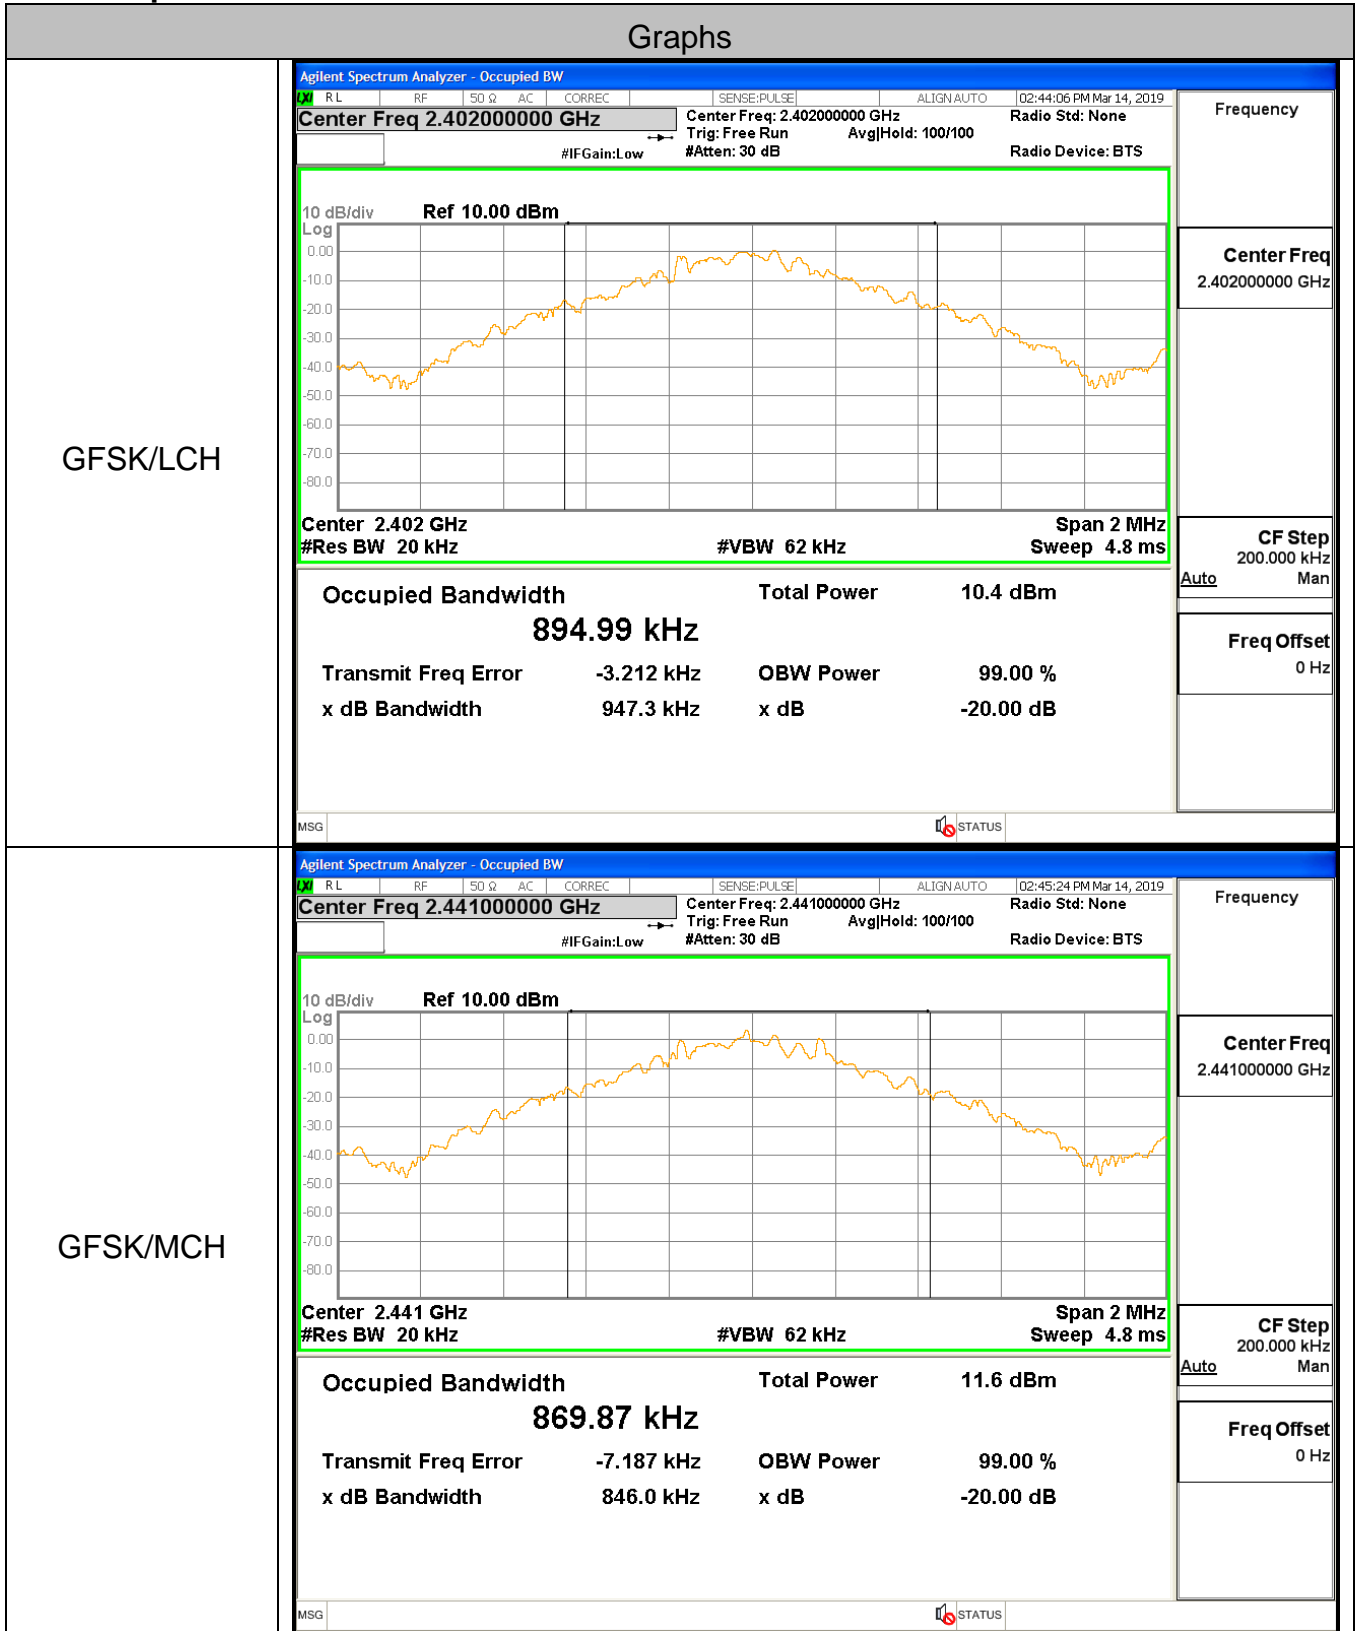 Graphs
GFSK/LCH
Agilent Spectrum Analyzer - Occupied BW
LXI RL RF 50 Ω AC CORREC SENSE:PULSE ALIGN AUTO 02:44:06 PM Mar 14, 2019
Center Freq 2.402000000 GHz Center Freq: 2.402000000 GHz Radio Std: None Frequency
Trig: Free Run Avg|Hold: 100/100
#IFGain:Low #Atten: 30 dB Radio Device: BTS
10 dB/div Ref 10.00 dBm
Log
0.00
-10.0
-20.0
-30.0
-40.0
-50.0
-60.0
-70.0
-80.0
Center Freq
2.402000000 GHz
Center 2.402 GHz Span 2 MHz
#Res BW 20 kHz #VBW 62 kHz Sweep 4.8 ms
CF Step
200.000 kHz
Auto Man
Occupied Bandwidth Total Power 10.4 dBm
894.99 kHz
Freq Offset
0 Hz
Transmit Freq Error -3.212 kHz OBW Power 99.00 %
x dB Bandwidth 947.3 kHz x dB -20.00 dB
MSG STATUS
GFSK/MCH
Agilent Spectrum Analyzer - Occupied BW
LXI RL RF 50 Ω AC CORREC SENSE:PULSE ALIGN AUTO 02:45:24 PM Mar 14, 2019
Center Freq 2.441000000 GHz Center Freq: 2.441000000 GHz Radio Std: None Frequency
Trig: Free Run Avg|Hold: 100/100
#IFGain:Low #Atten: 30 dB Radio Device: BTS
10 dB/div Ref 10.00 dBm
Log
0.00
-10.0
-20.0
-30.0
-40.0
-50.0
-60.0
-70.0
-80.0
Center Freq
2.441000000 GHz
Center 2.441 GHz Span 2 MHz
#Res BW 20 kHz #VBW 62 kHz Sweep 4.8 ms
CF Step
200.000 kHz
Auto Man
Occupied Bandwidth Total Power 11.6 dBm
869.87 kHz
Freq Offset
0 Hz
Transmit Freq Error -7.187 kHz OBW Power 99.00 %
x dB Bandwidth 846.0 kHz x dB -20.00 dB
MSG STATUS